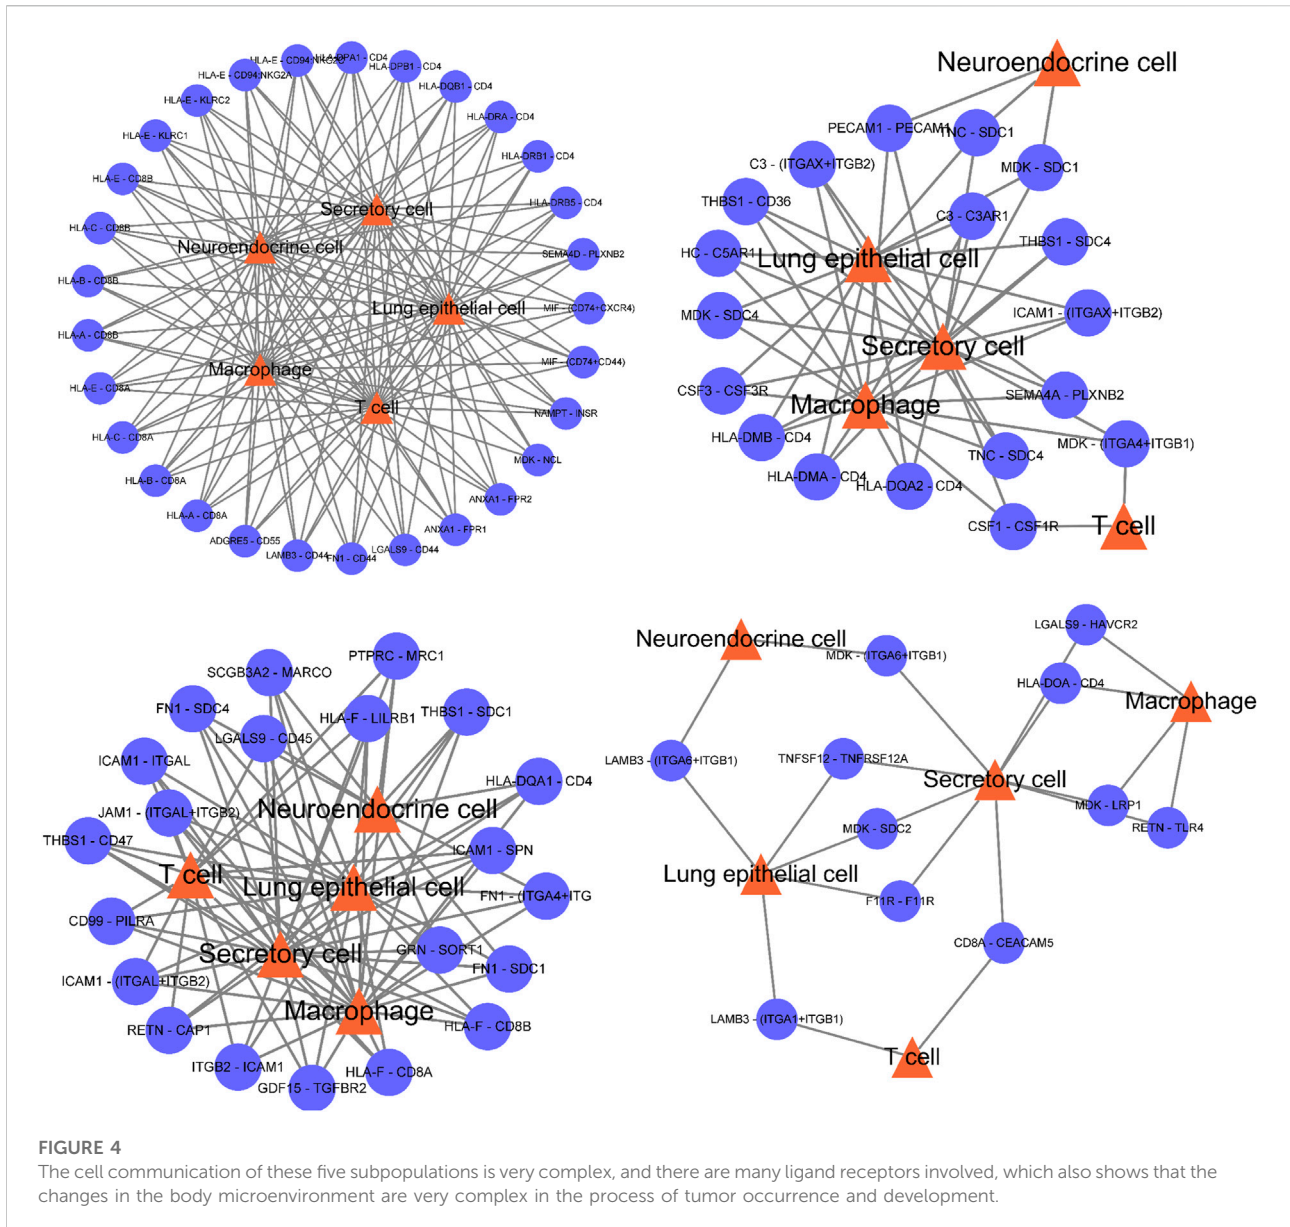 HLA-DPA1 - CD4
HLA-E - CD94:NKG2C
HLA-DPB1 - CD4
HLA-E - CD94:NKG2A
HLA-DQB1 - CD4
HLA-E - KLRC2
HLA-DRA - CD4
HLA-E - KLRC1
HLA-DRB1 - CD4
HLA-E - CD8B
HLA-DRB5 - CD4
Secretory cell
HLA-C - CD8B
Neuroendocrine cell
SEMA4D - PLXNB2
HLA-B - CD8B
Lung epithelial cell
MIF - (CD74+CXCR4)
HLA-A - CD8B
MIF - (CD74+CD44)
Macrophage
HLA-E - CD8A
T cell
NAMPT - INSR
HLA-C - CD8A
MDK - NCL
HLA-B - CD8A
ANXA1 - FPR2
HLA-A - CD8A
ANXA1 - FPR1
ADGRE5 - CD55
LAMB3 - CD44
FN1 - CD44
LGALS9 - CD44
Neuroendocrine cell
PECAM1 - PECAM1
TNC - SDC1
C3 - (ITGAX+ITGB2)
MDK - SDC1
THBS1 - CD36
C3 - C3AR1
HC - C5AR1
Lung epithelial cell
THBS1 - SDC4
MDK - SDC4
ICAM1 - (ITGAX+ITGB2)
Secretory cell
CSF3 - CSF3R
SEMA4A - PLXNB2
Macrophage
HLA-DMB - CD4
MDK - (ITGA4+ITGB1)
TNC - SDC4
HLA-DMA - CD4
HLA-DQA2 - CD4
CSF1 - CSF1R
T cell
PTPRC - MRC1
SCGB3A2 - MARCO
FN1 - SDC4
HLA-F - LILRB1
THBS1 - SDC1
LGALS9 - CD45
ICAM1 - ITGAL
HLA-DQA1 - CD4
JAM1 - (ITGAL+ITGB2)
Neuroendocrine cell
THBS1 - CD47
ICAM1 - SPN
T cell
Lung epithelial cell
FN1 - (ITGA4+ITG
CD99 - PILRA
Secretory cell
GRN - SORT1
FN1 - SDC1
ICAM1 - (ITGAL+ITGB2)
Macrophage
RETN - CAP1
HLA-F - CD8B
ITGB2 - ICAM1
HLA-F - CD8A
GDF15 - TGFBR2
LGALS9 - HAVCR2
Neuroendocrine cell
MDK - (ITGA6+ITGB1)
HLA-DOA - CD4
Macrophage
LAMB3 - (ITGA6+ITGB1)
TNFSF12 - TNFRSF12A
Secretory cell
MDK - LRP1
MDK - SDC2
RETN - TLR4
Lung epithelial cell
F11R - F11R
CD8A - CEACAM5
LAMB3 - (ITGA1+ITGB1)
T cell
FIGURE 4
The cell communication of these five subpopulations is very complex, and there are many ligand receptors involved, which also shows that the
changes in the body microenvironment are very complex in the process of tumor occurrence and development.